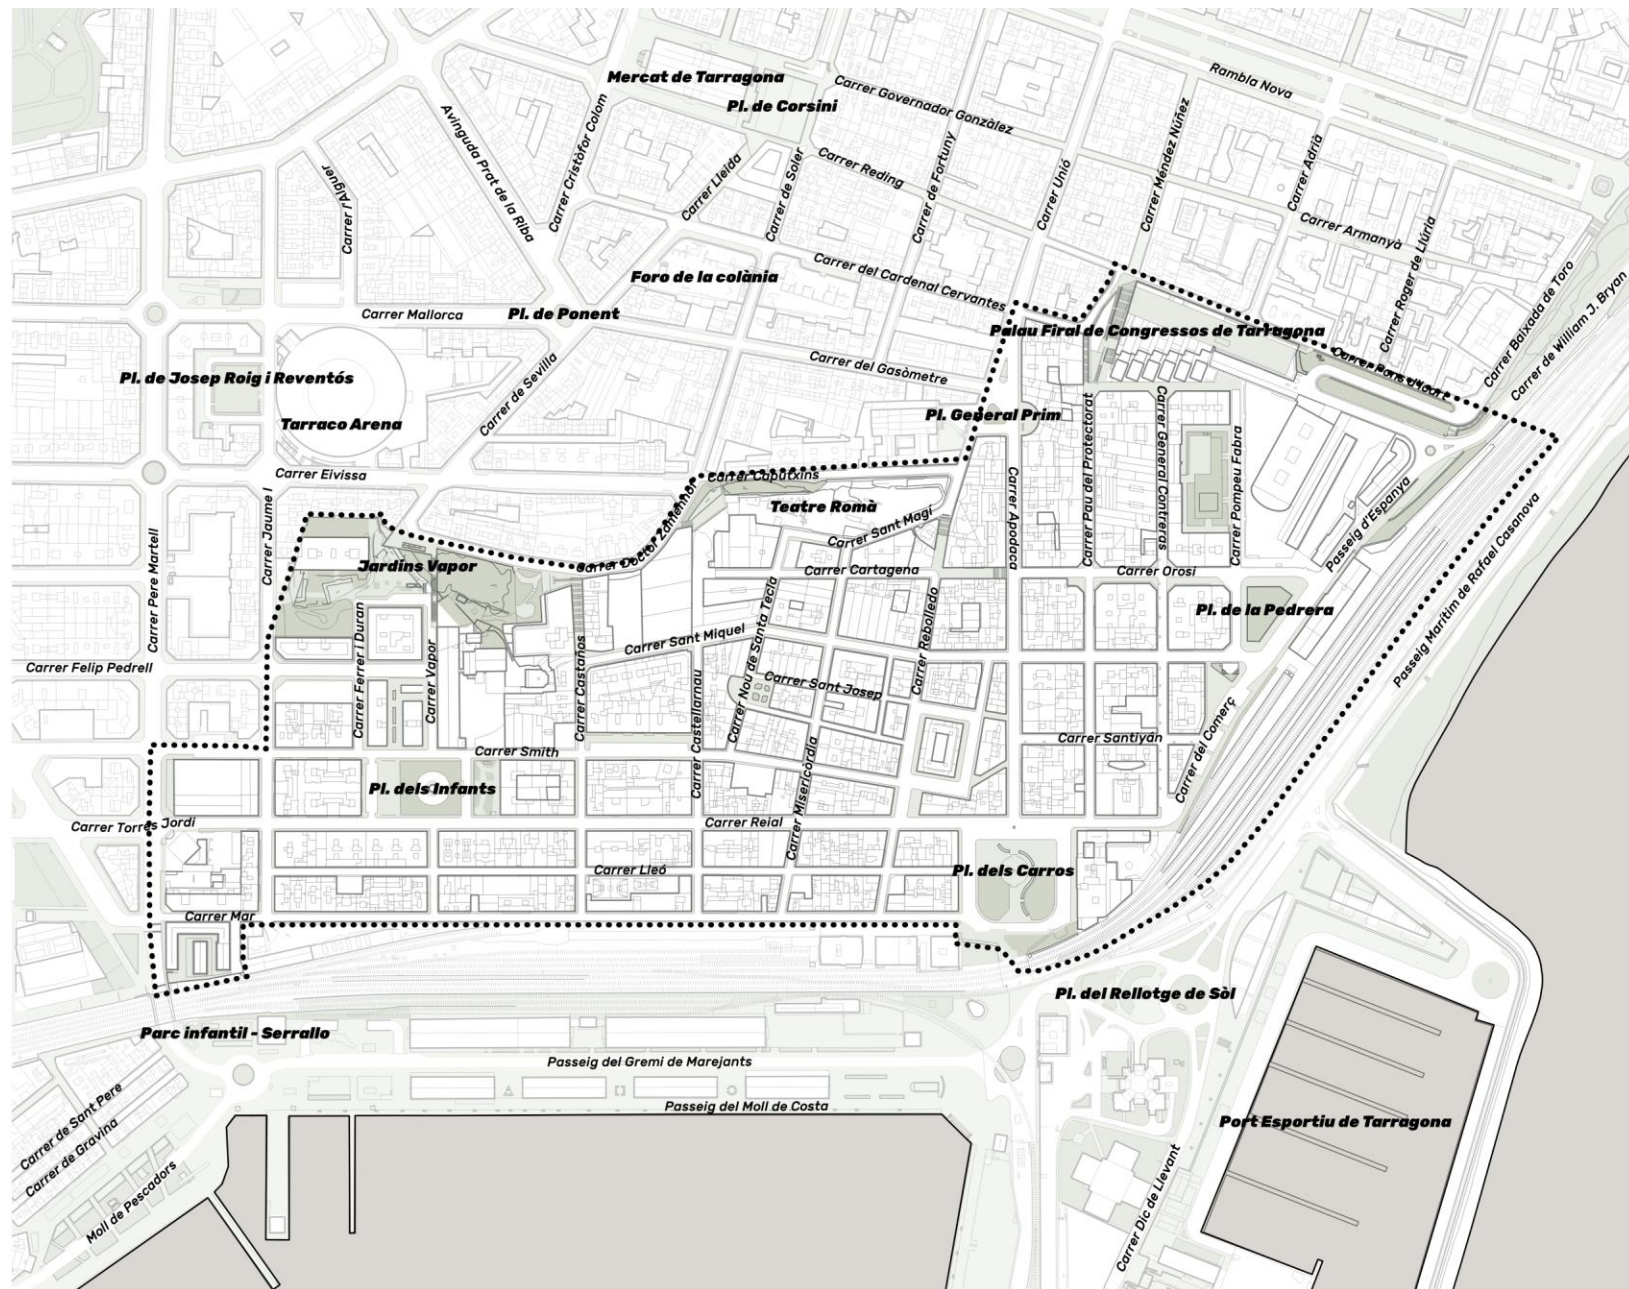 Mercat de Tarragona
Pl. de Corsini
Carrer Governador Gonzàlez
Rambla Nova
Avinguda Prat de la Riba
Carrer Cristòfor Colom
Carrer Lleida
Carrer de Soler
Carrer Reding
Carrer de Fortuny
Carrer Unió
Carrer Méndez Núñez
Carrer Adrià
Carrer Armanyà
Carrer Roger de Llúria
Carrer Baixada de Toro
Carrer de William J. Bryan
Carrer l'Alguer
Foro de la colània
Carrer del Cardenal Cervantes
Carrer Mallorca
Pl. de Ponent
Palau Firal de Congressos de Tarragona
Carrer Pons d'Icart
Carrer del Gasòmetre
Pl. de Josep Roig i Reventós
Tarraco Arena
Carrer de Sevilla
Pl. General Prim
Carrer Eivissa
Carrer Caputxins
Teatre Romà
Carrer Sant Magí
Carrer Apodaca
Carrer Pau del Protectorat
Carrer General Contreras
Carrer Pompeu Fabra
Passeig d'Espanya
Passeig Marítim de Rafael Casanova
Carrer Jaume I
Carrer Pere Martell
Carrer Doctor Zamenhof
Jardins Vapor
Carrer Cartagena
Carrer Orosi
Pl. de la Pedrera
Carrer Ferrer i Duran
Carrer Vapor
Carrer Castaños
Carrer Sant Miquel
Carrer Castellarnau
Carrer Nou de Santa Tecla
Carrer Sant Josep
Carrer Rebolledo
Carrer Felip Pedrell
Carrer Smith
Carrer Santiyán
Carrer del Comerç
Pl. dels Infants
Carrer Misericòrdia
Carrer Torres Jordi
Carrer Reial
Carrer Lleó
Pl. dels Carros
Carrer Mar
Pl. del Rellotge de Sòl
Parc infantil - Serrallo
Passeig del Gremi de Marejants
Passeig del Moll de Costa
Carrer de Sant Pere
Carrer de Gravina
Moll de Pescadors
Port Esportiu de Tarragona
Carrer Dic de Llevant